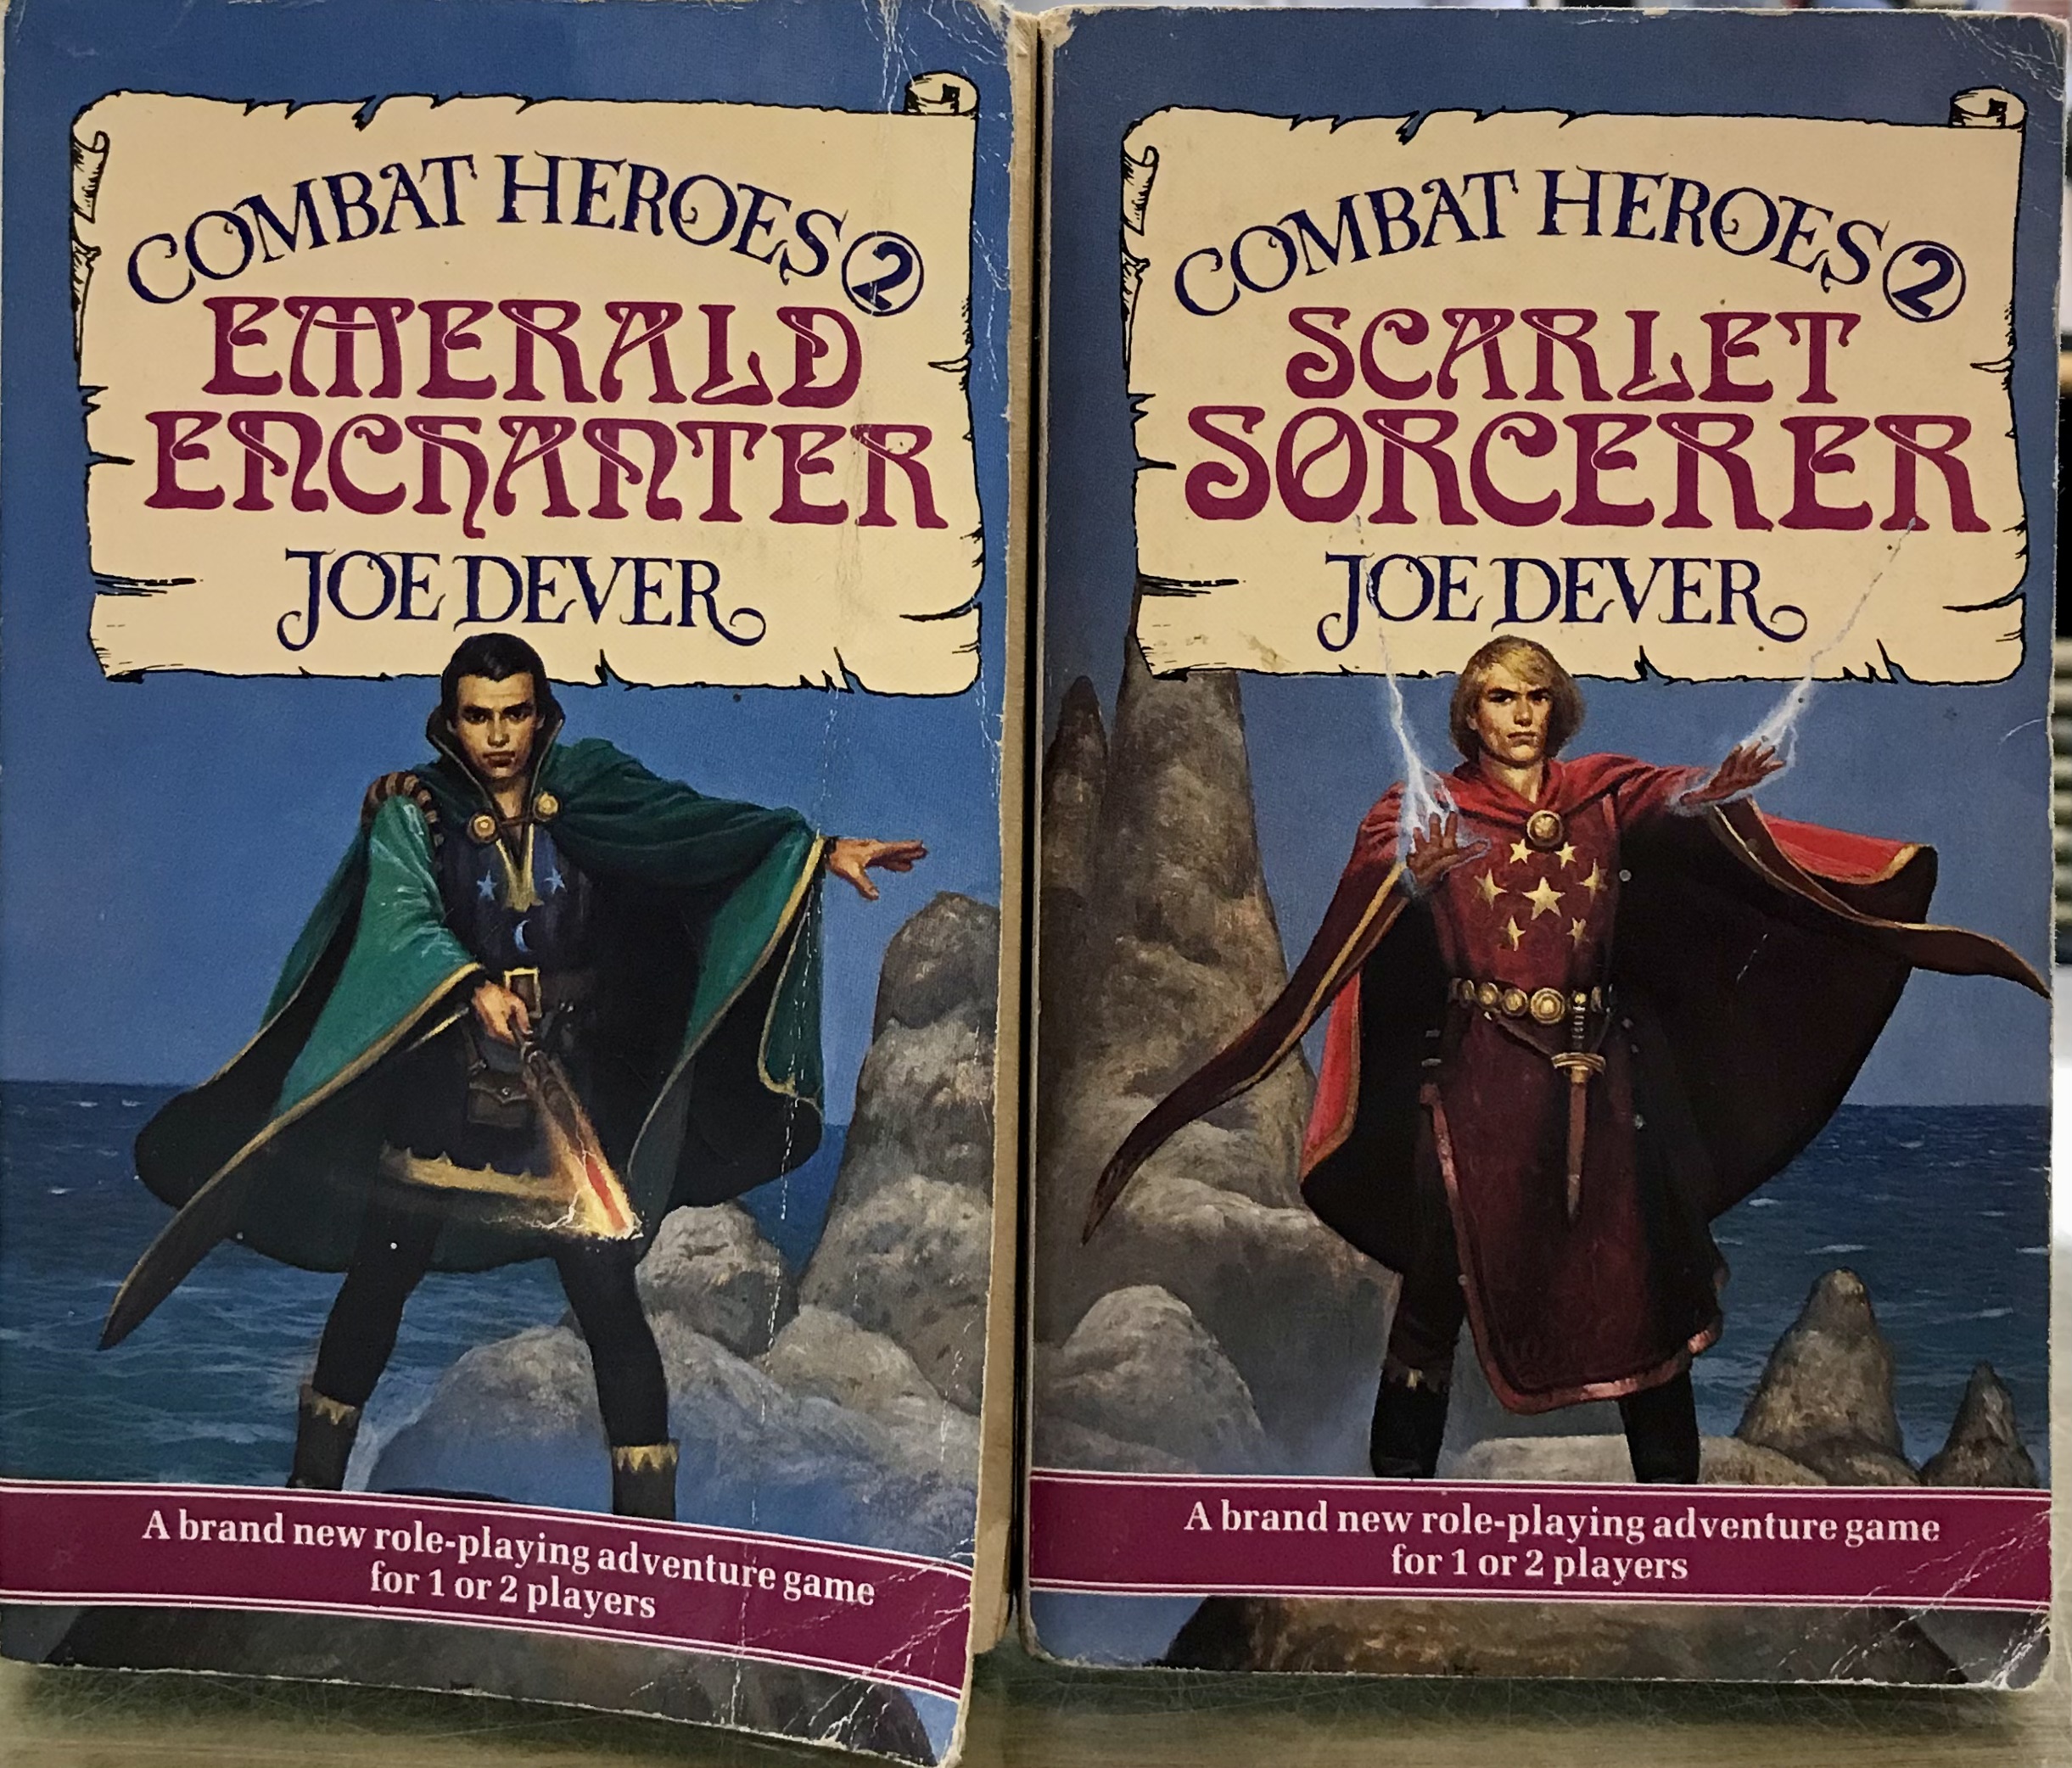 COMBAT HEROES 2
EMERALD
ENCHANTER
JOE DEVER
A brand new role-playing adventure game
for 1 or 2 players
COMBAT HEROES 2
SCARLET
SORCERER
JOE DEVER
A brand new role-playing adventure game
for 1 or 2 players